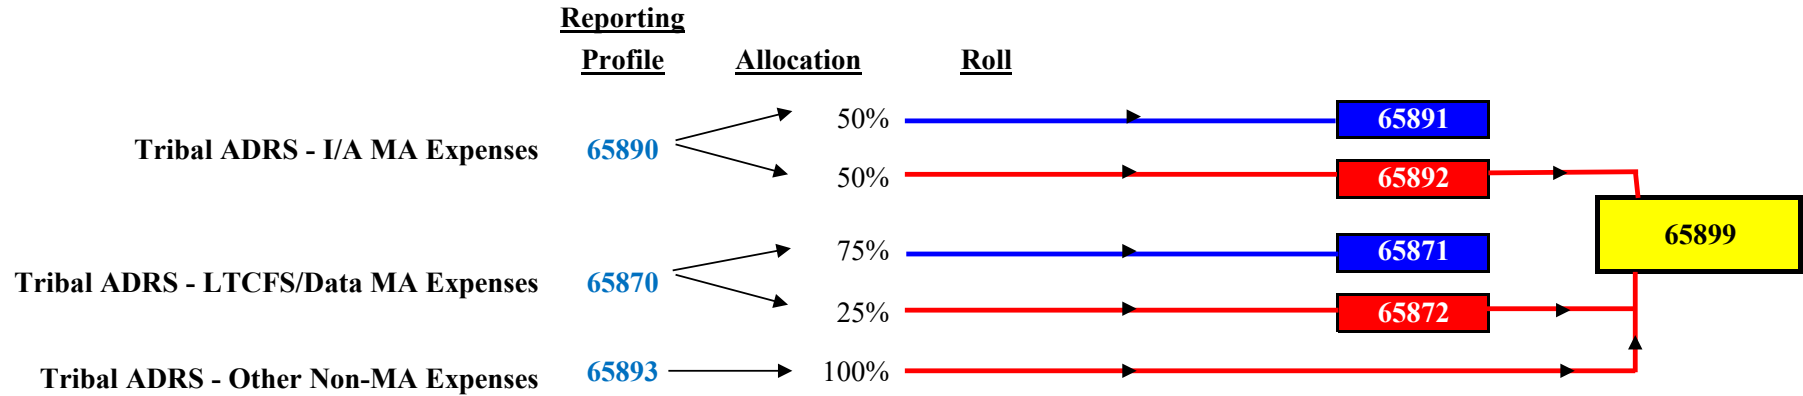 Reporting
Profile Allocation Roll
50% 65891
Tribal ADRS - I/A MA Expenses 65890
50% 65892
65899
75% 65871
Tribal ADRS - LTCFS/Data MA Expenses 65870
25% 65872
Tribal ADRS - Other Non-MA Expenses 65893 100%